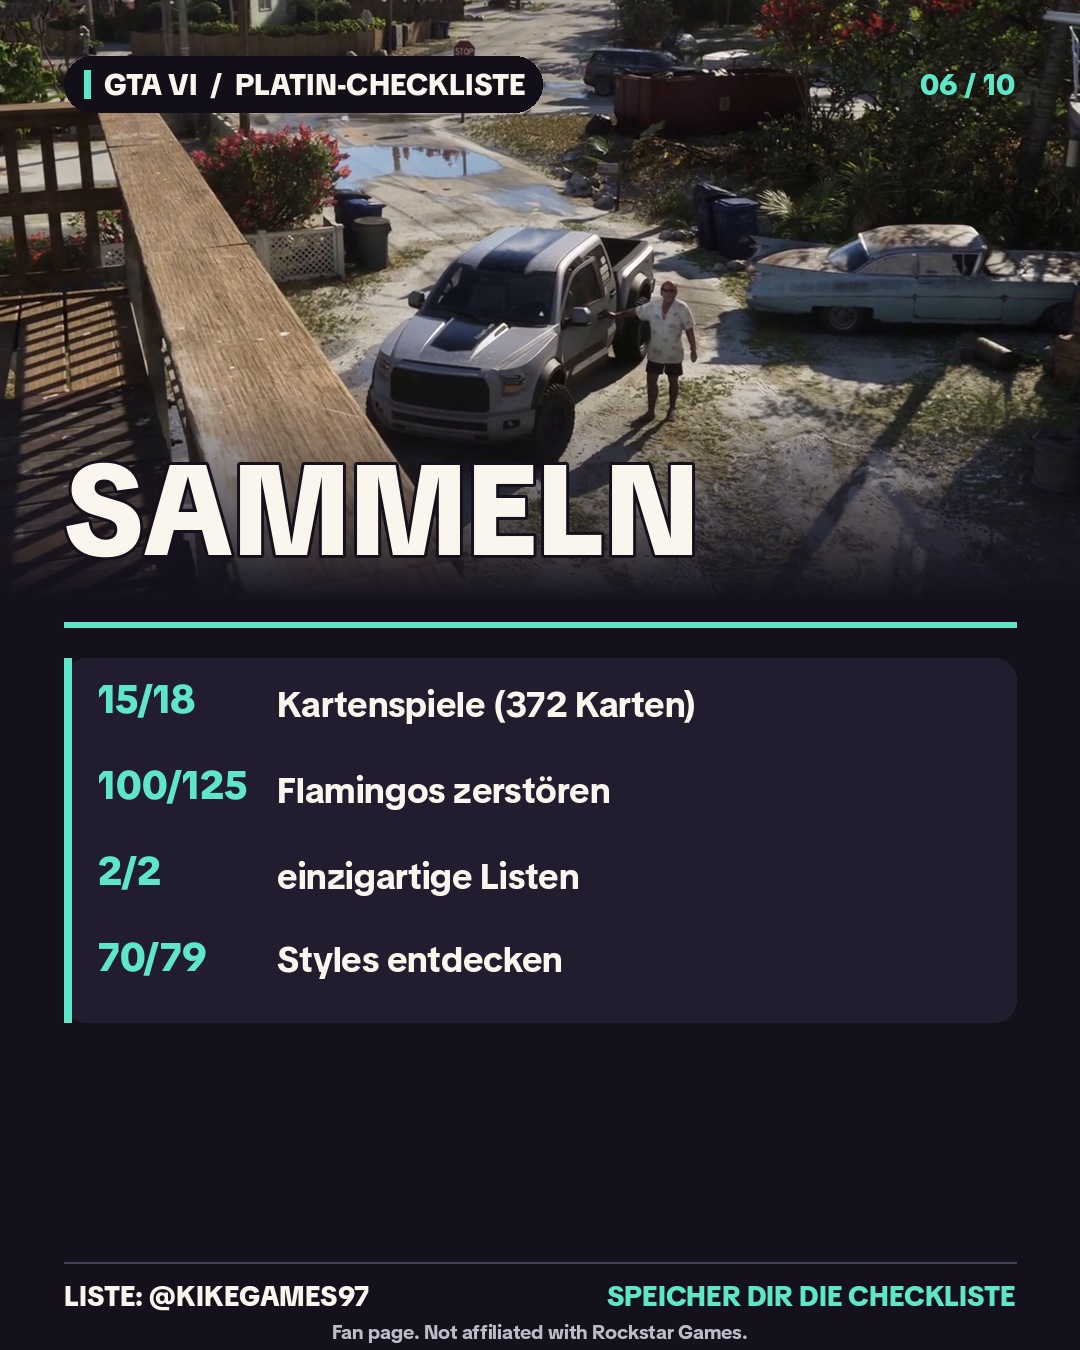 STOP
GTA VI / PLATIN-CHECKLISTE
06 / 10
SAMMELN
15/18 Kartenspiele (372 Karten)
100/125 Flamingos zerstören
2/2 einzigartige Listen
70/79 Styles entdecken
LISTE: @KIKEGAMES97
SPEICHER DIR DIE CHECKLISTE
Fan page. Not affiliated with Rockstar Games.